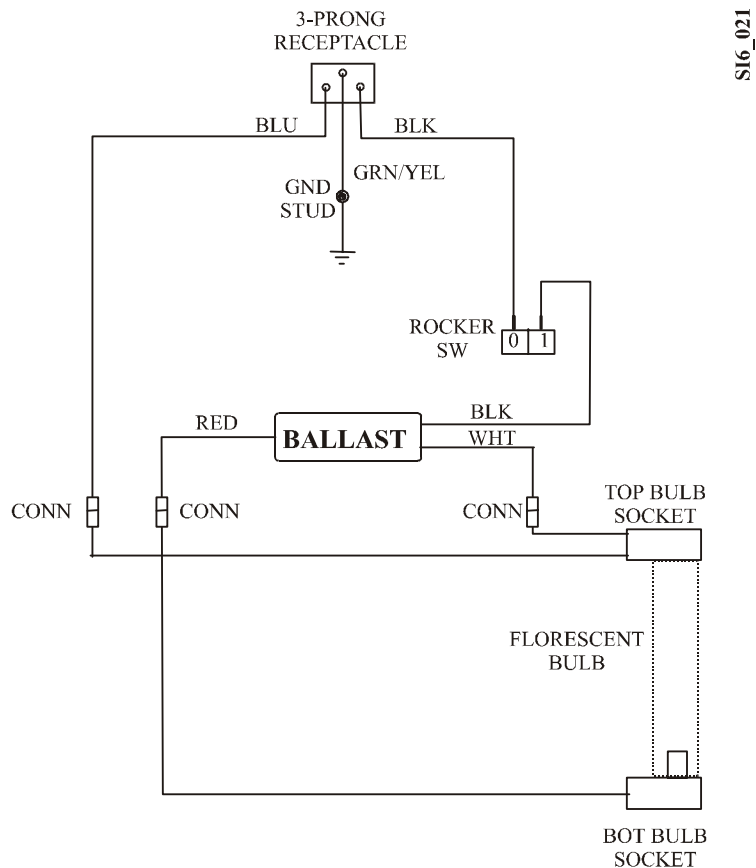 3-PRONG
RECEPTACLE
SI6_021
BLU
BLK
GRN/YEL
GND
STUD
ROCKER
SW
0 1
BLK
RED
BALLAST
WHT
CONN
CONN
CONN
TOP BULB
SOCKET
FLORESCENT
BULB
BOT BULB
SOCKET